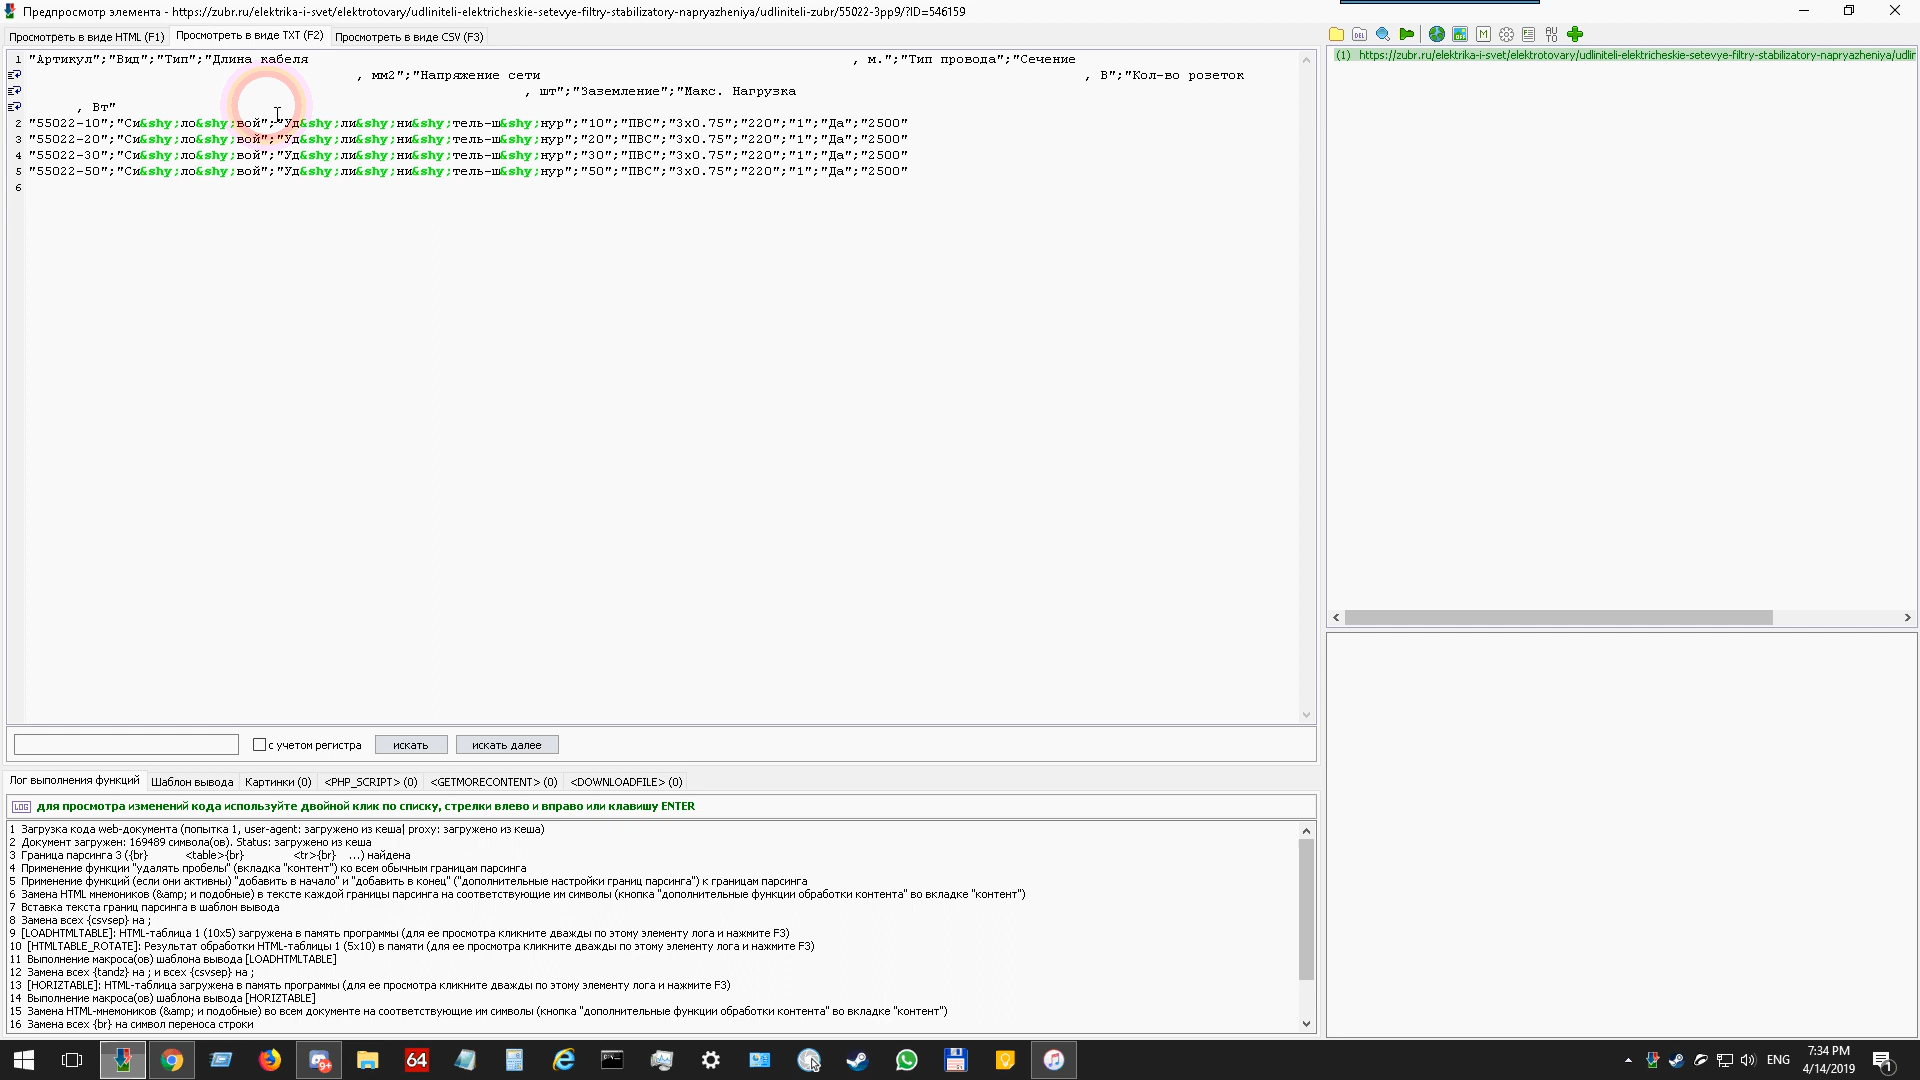 Предпросмотр элемента - https://zubr.ru/elektrika-i-svet/elektrotovary/udliniteli-elektricheskie-setevye-filtry-stabilizatory-napryazheniya/udliniteli-zubr/55022-3pp9/?ID=546159
Просмотреть в виде HTML (F1) Просмотреть в виде TXT (F2) Просмотреть в виде CSV (F3)
1 "Артикул";"Вид";"Тип";"Длина кабеля , м.";"Тип провода";"Сечение
, мм2";"Напряжение сети , В";"Кол-во розеток
, шт";"Заземление";"Макс. Нагрузка
, Вт"
2 "55022-10";"Си&shy;ло&shy;вой";"Уд&shy;ли&shy;ни&shy;тель-ш&shy;нур";"10";"ПВС";"3x0.75";"220";"1";"Да";"2500"
3 "55022-20";"Си&shy;ло&shy;вой";"Уд&shy;ли&shy;ни&shy;тель-ш&shy;нур";"20";"ПВС";"3x0.75";"220";"1";"Да";"2500"
4 "55022-30";"Си&shy;ло&shy;вой";"Уд&shy;ли&shy;ни&shy;тель-ш&shy;нур";"30";"ПВС";"3x0.75";"220";"1";"Да";"2500"
5 "55022-50";"Си&shy;ло&shy;вой";"Уд&shy;ли&shy;ни&shy;тель-ш&shy;нур";"50";"ПВС";"3x0.75";"220";"1";"Да";"2500"
6
DEL OFF M AU TO
(1) https://zubr.ru/elektrika-i-svet/elektrotovary/udliniteli-elektricheskie-setevye-filtry-stabilizatory-napryazheniya/udlir
с учетом регистра искать искать далее
Лог выполнения функций Шаблон вывода Картинки (0) <PHP_SCRIPT> (0) <GETMORECONTENT> (0) <DOWNLOADFILE> (0)
LOG для просмотра изменений кода используйте двойной клик по списку, стрелки влево и вправо или клавишу ENTER
1 Загрузка кода web-документа (попытка 1, user-agent: загружено из кеша| proxy: загружено из кеша)
2 Документ загружен: 169489 символа(ов). Status: загружено из кеша
3 Граница парсинга 3 ({br} <table>{br} <tr>{br} ...) найдена
4 Применение функции "удалять пробелы" (вкладка "контент") ко всем обычным границам парсинга
5 Применение функций (если они активны) "добавить в начало" и "добавить в конец" ("дополнительные настройки границ парсинга") к границам парсинга
6 Замена HTML мнемоников (&amp; и подобные) в тексте каждой границы парсинга на соответствующие им символы (кнопка "дополнительные функции обработки контента" во вкладке "контент")
7 Вставка текста границ парсинга в шаблон вывода
8 Замена всех {csvsep} на ;
9 [LOADHTMLTABLE]: HTML-таблица 1 (10x5) загружена в память программы (для ее просмотра кликните дважды по этому элементу лога и нажмите F3)
10 [HTMLTABLE_ROTATE]: Результат обработки HTML-таблицы 1 (5x10) в памяти (для ее просмотра кликните дважды по этому элементу лога и нажмите F3)
11 Выполнение макроса(ов) шаблона вывода [LOADHTMLTABLE]
12 Замена всех {tandz} на ; и всех {csvsep} на ;
13 [HORIZTABLE]: HTML-таблица загружена в память программы (для ее просмотра кликните дважды по этому элементу лога и нажмите F3)
14 Выполнение макроса(ов) шаблона вывода [HORIZTABLE]
15 Замена HTML-мнемоников (&amp; и подобные) во всем документе на соответствующие им символы (кнопка "дополнительные функции обработки контента" во вкладке "контент")
16 Замена всех {br} на символ переноса строки
64 9+ ENG 7:34 PM
4/14/2019 1